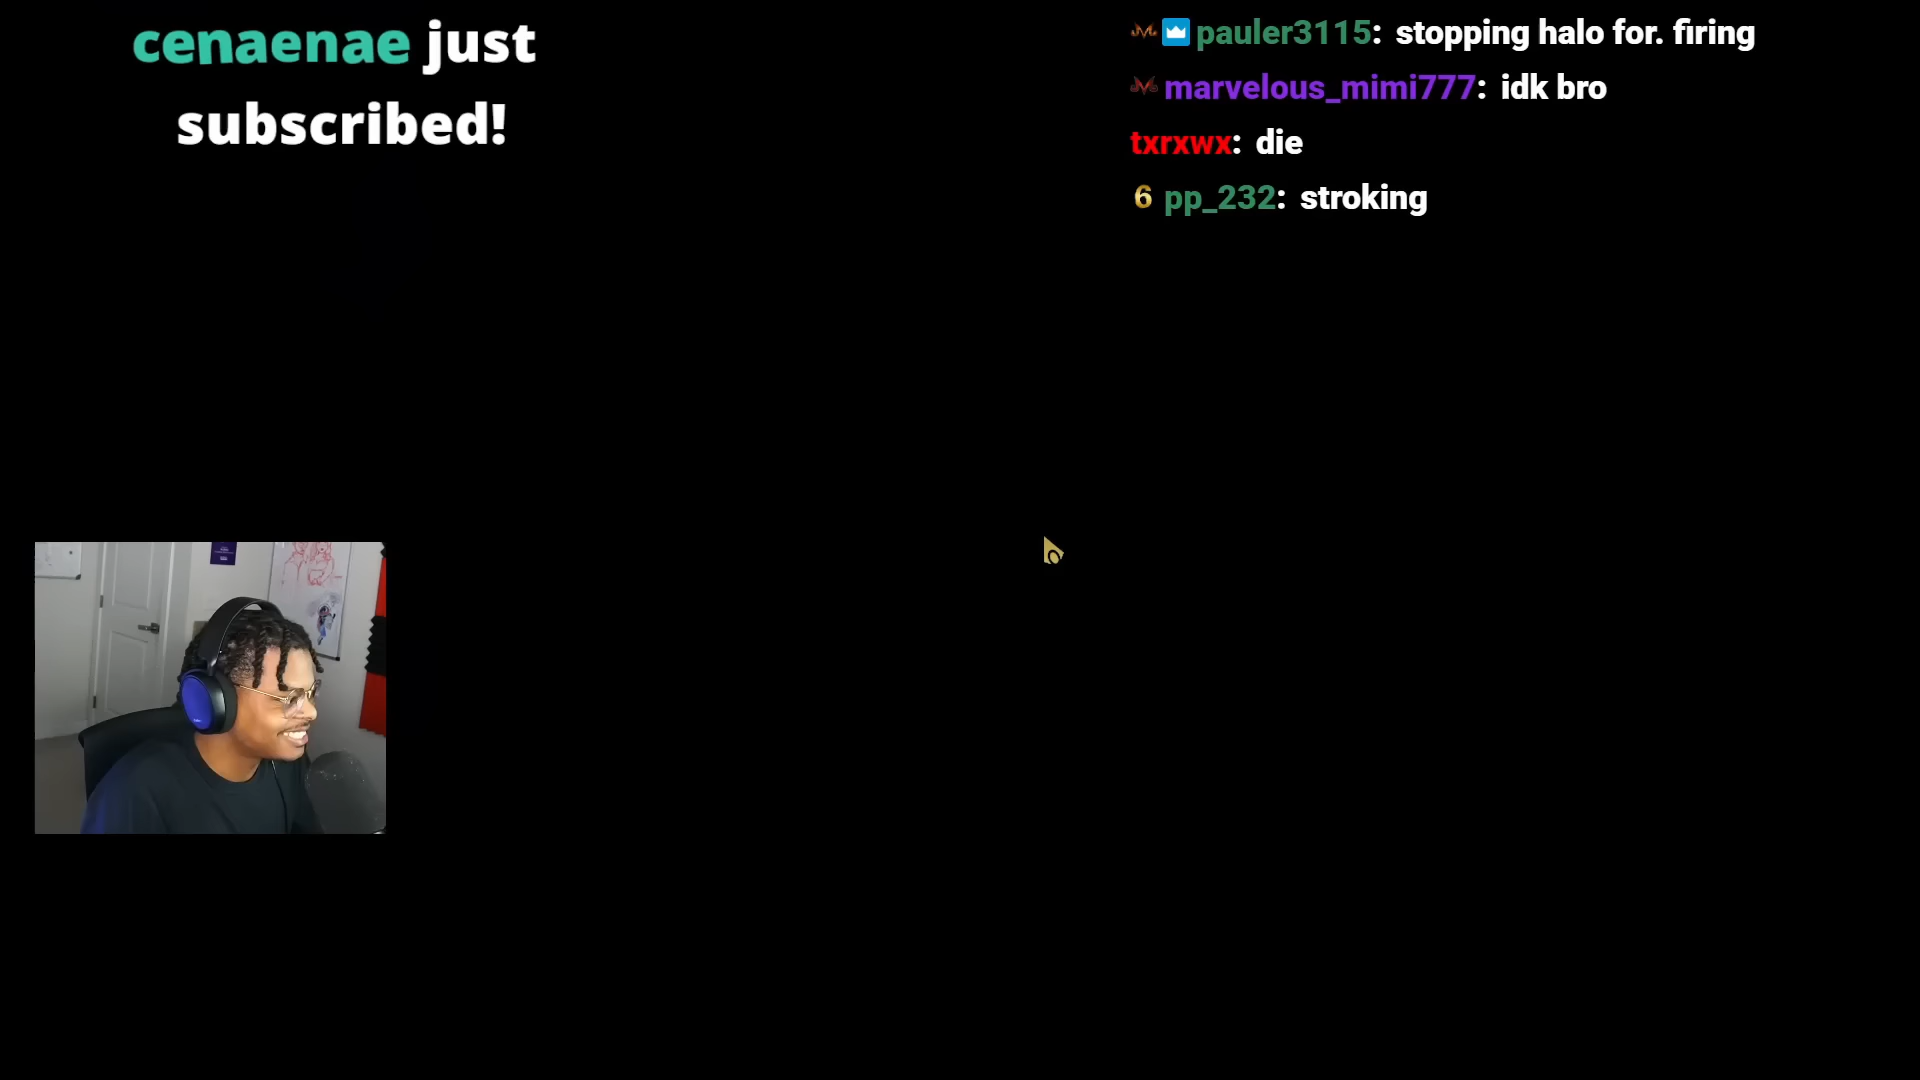 cenaenae just
subscribed!
pauler3115: stopping halo for. firing
marvelous_mimi777: idk bro
txrxwx: die
6 pp_232: stroking